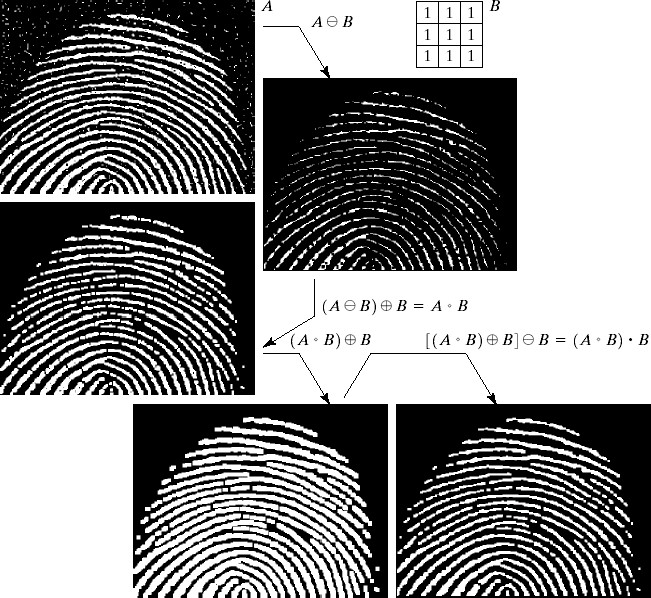 A
A ⊖ B
1 1 1
1 1 1
1 1 1
B
(A ⊖ B) ⊕ B = A ∘ B
(A ∘ B) ⊕ B
[(A ∘ B) ⊕ B] ⊖ B = (A ∘ B) • B